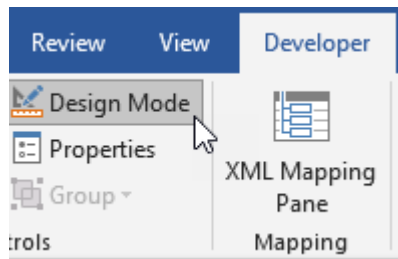 Review View Developer
Design Mode
Properties
Group
XML Mapping
Pane
trols Mapping